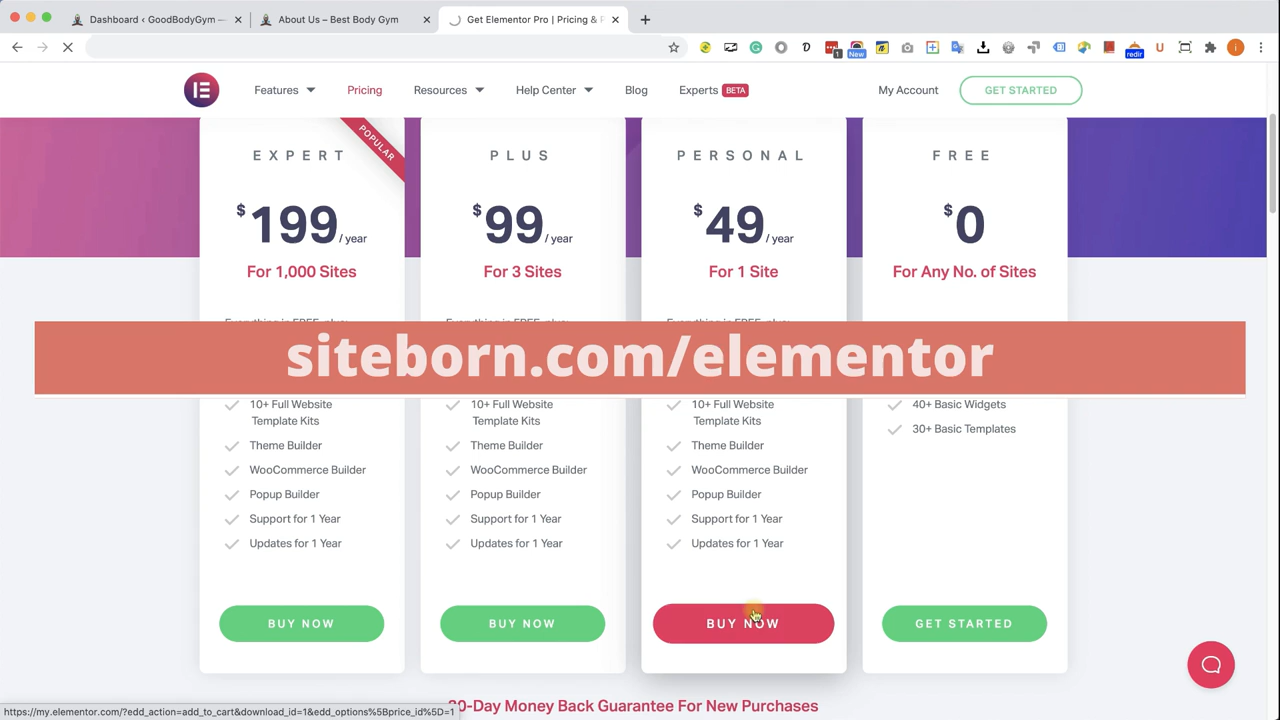 Dashboard ‹ GoodBodyGym —
About Us – Best Body Gym
Get Elementor Pro | Pricing & P
1
New
redir
i
Features
Pricing
Resources
Help Center
Blog
Experts BETA
My Account
GET STARTED
POPULAR
EXPERT
$199/ year
For 1,000 Sites
PLUS
$99/ year
For 3 Sites
PERSONAL
$49/ year
For 1 Site
FREE
$0
For Any No. of Sites
siteborn.com/elementor
10+ Full Website
Template Kits
Theme Builder
WooCommerce Builder
Popup Builder
Support for 1 Year
Updates for 1 Year
BUY NOW
10+ Full Website
Template Kits
Theme Builder
WooCommerce Builder
Popup Builder
Support for 1 Year
Updates for 1 Year
BUY NOW
10+ Full Website
Template Kits
Theme Builder
WooCommerce Builder
Popup Builder
Support for 1 Year
Updates for 1 Year
BUY NOW
40+ Basic Widgets
30+ Basic Templates
GET STARTED
-Day Money Back Guarantee For New Purchases
https://my.elementor.com/?edd_action=add_to_cart&download_id=1&edd_options%5Bprice_id%5D=1